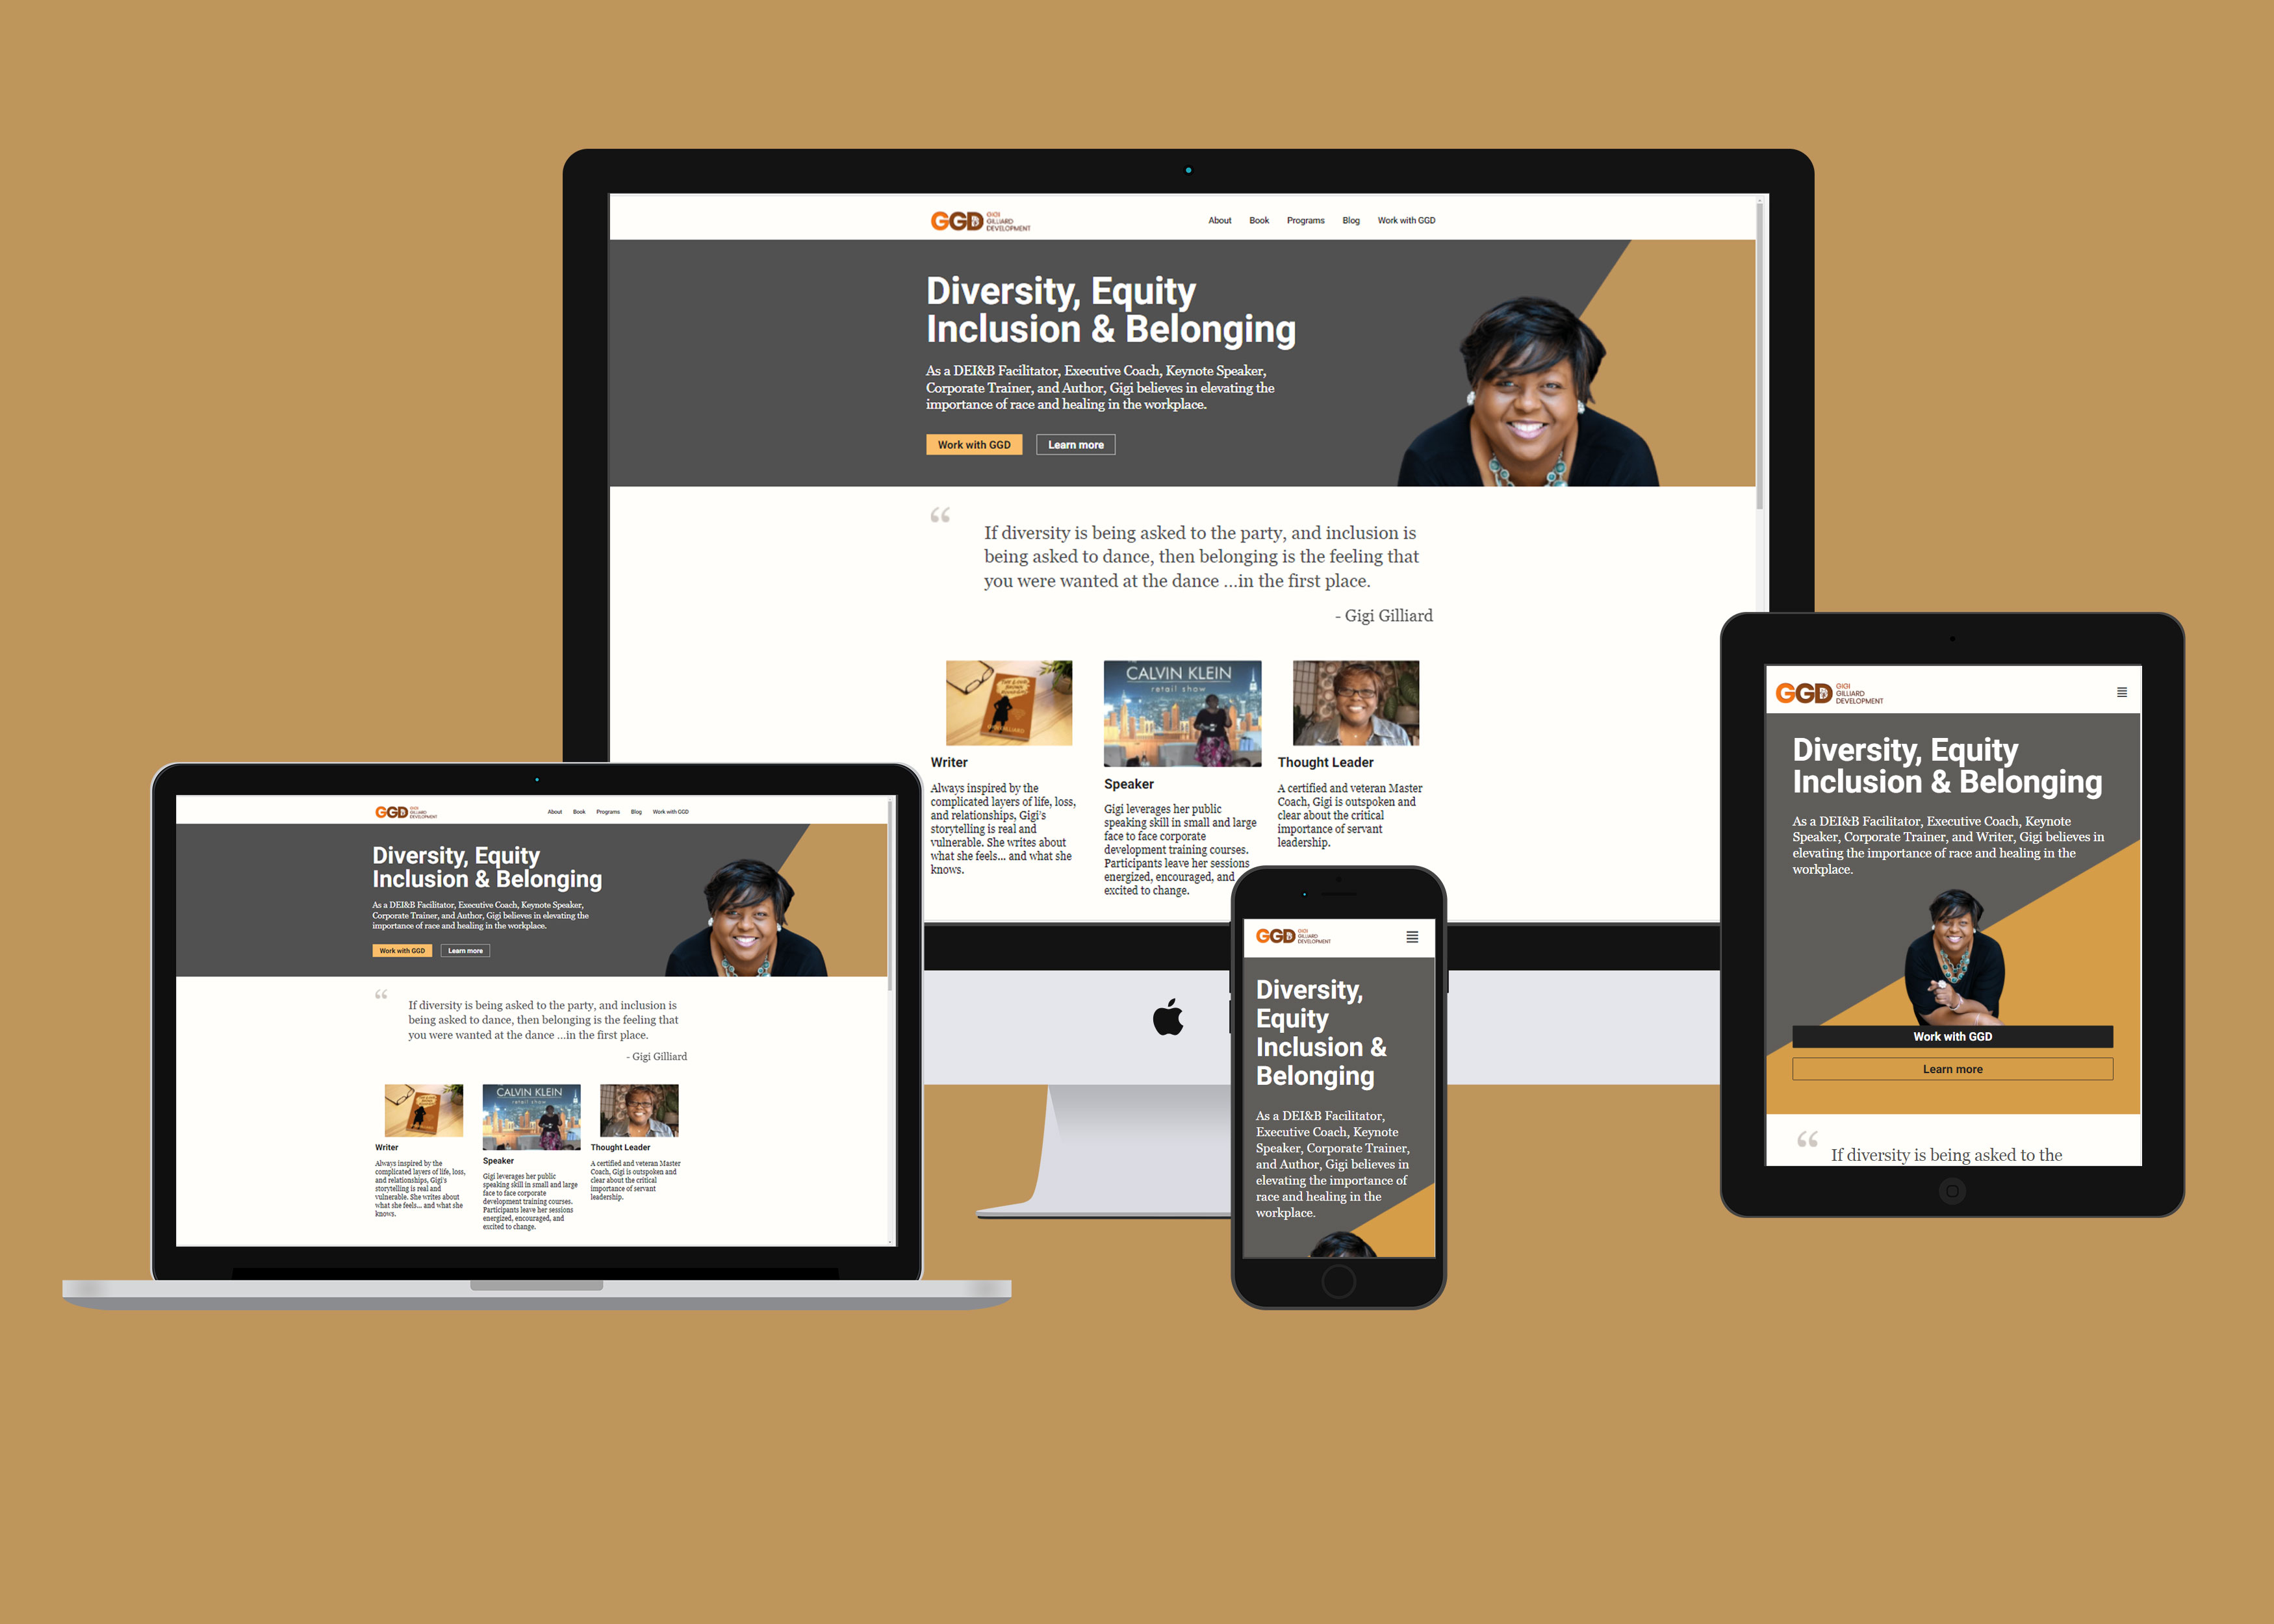 GGD GIGI
GILLIARD
DEVELOPMENT
About Book Programs Blog Work with GGD
Diversity, Equity
Inclusion & Belonging
As a DEI&B Facilitator, Executive Coach, Keynote Speaker,
Corporate Trainer, and Author, Gigi believes in elevating the
importance of race and healing in the workplace.
Work with GGD Learn more
“
If diversity is being asked to the party, and inclusion is
being asked to dance, then belonging is the feeling that
you were wanted at the dance ...in the first place.
- Gigi Gilliard
CALVIN KLEIN
retail show
Writer
Always inspired by the
complicated layers of life, loss,
and relationships, Gigi's
storytelling is real and
vulnerable. She writes about
what she feels... and what she
knows.
Speaker
Gigi leverages her public
speaking skill in small and large
face to face corporate
development training courses.
Participants leave her sessions
energized, encouraged, and
excited to change.
Thought Leader
A certified and veteran Master
Coach, Gigi is outspoken and
clear about the critical
importance of servant
leadership.
GGD GIGI
GILLIARD
DEVELOPMENT
About Book Programs Blog Work with GGD
Diversity, Equity
Inclusion & Belonging
As a DEI&B Facilitator, Executive Coach, Keynote Speaker,
Corporate Trainer, and Author, Gigi believes in elevating the
importance of race and healing in the workplace.
Work with GGD Learn more
“
If diversity is being asked to the party, and inclusion is
being asked to dance, then belonging is the feeling that
you were wanted at the dance ...in the first place.
- Gigi Gilliard
CALVIN KLEIN
retail show
Writer
Always inspired by the
complicated layers of life, loss,
and relationships, Gigi's
storytelling is real and
vulnerable. She writes about
what she feels... and what she
knows.
Speaker
Gigi leverages her public
speaking skill in small and large
face to face corporate
development training courses.
Participants leave her sessions
energized, encouraged, and
excited to change.
Thought Leader
A certified and veteran Master
Coach, Gigi is outspoken and
clear about the critical
importance of servant
leadership.
GGD GIGI
GILLIARD
DEVELOPMENT
Diversity,
Equity
Inclusion &
Belonging
As a DEI&B Facilitator,
Executive Coach, Keynote
Speaker, Corporate Trainer,
and Author, Gigi believes in
elevating the importance of
race and healing in the
workplace.
GGD GIGI
GILLIARD
DEVELOPMENT
Diversity, Equity
Inclusion & Belonging
As a DEI&B Facilitator, Executive Coach, Keynote
Speaker, Corporate Trainer, and Writer, Gigi believes in
elevating the importance of race and healing in the
workplace.
Work with GGD
Learn more
“
If diversity is being asked to the